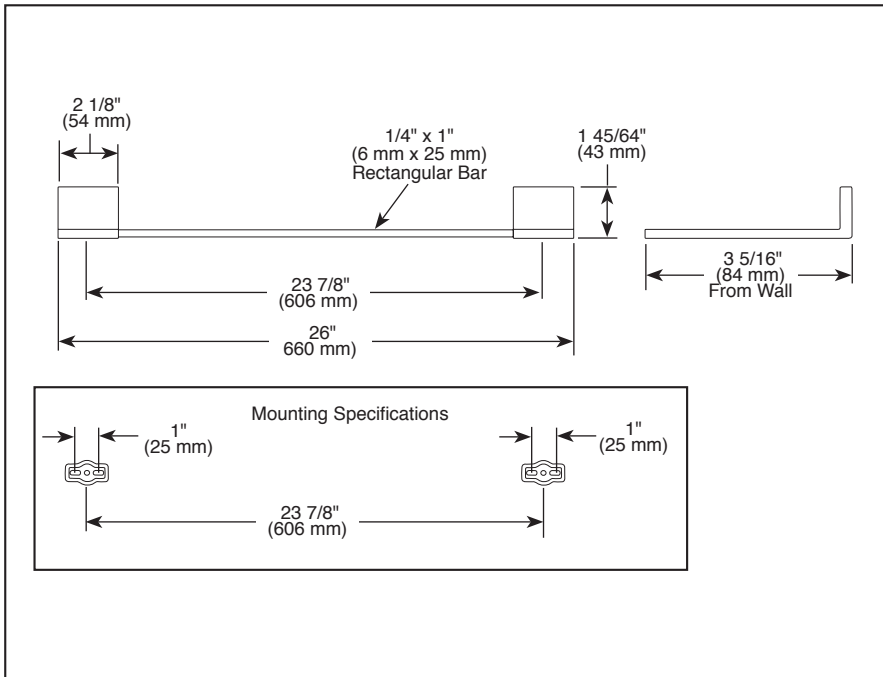 2 1/8"
(54 mm)
1/4" x 1"
(6 mm x 25 mm)
Rectangular Bar
1 45/64"
(43 mm)
23 7/8"
(606 mm)
3 5/16"
(84 mm)
From Wall
26"
660 mm)
Mounting Specifications
1"
(25 mm)
1"
(25 mm)
23 7/8"
(606 mm)